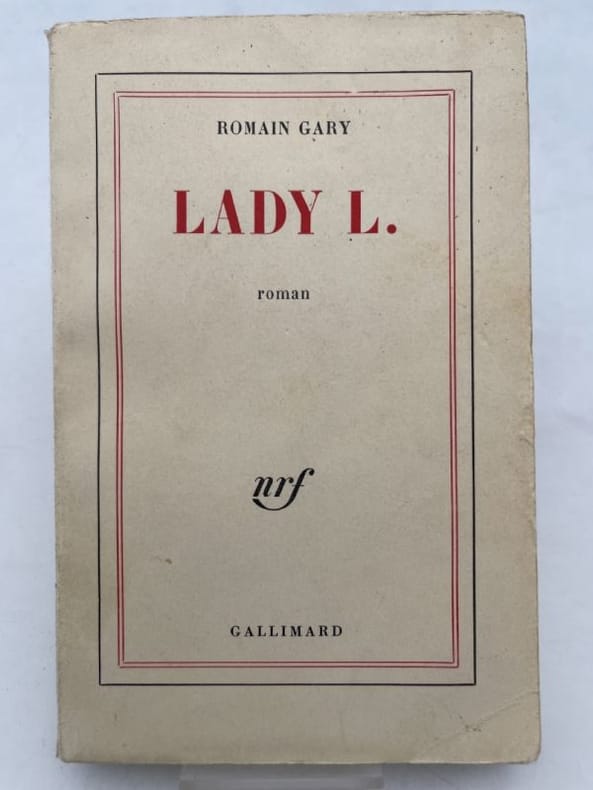 ROMAIN GARY
LADY L.
roman
nrf
GALLIMARD